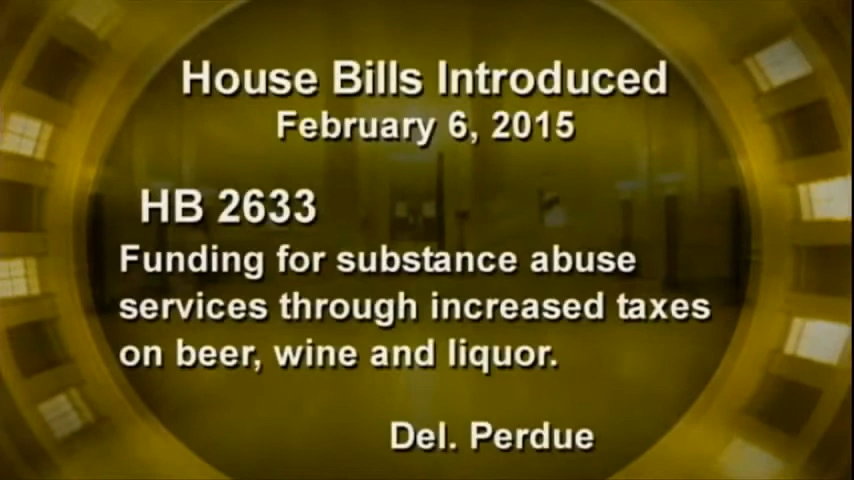 House Bills Introduced
February 6, 2015
HB 2633
Funding for substance abuse
services through increased taxes
on beer, wine and liquor.
Del. Perdue